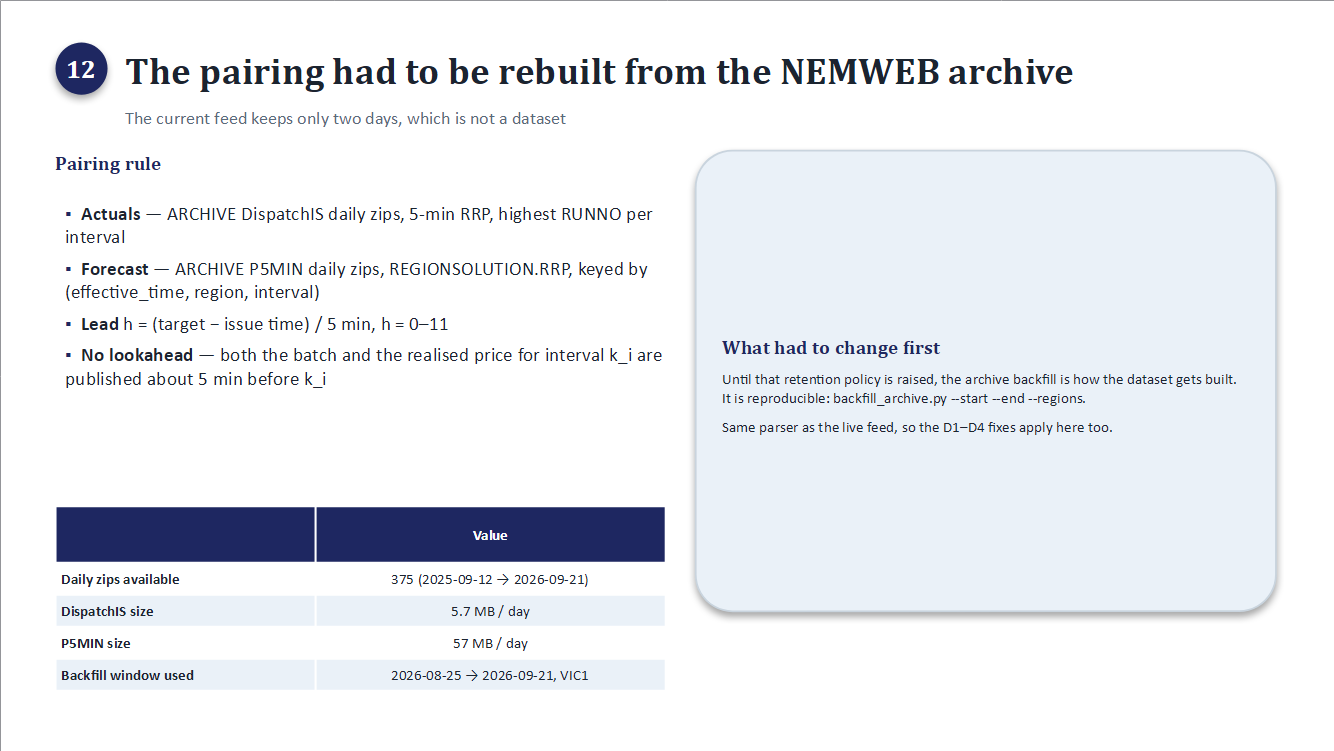 12
The pairing had to be rebuilt from the NEMWEB archive
The current feed keeps only two days, which is not a dataset
Pairing rule
▪ Actuals — ARCHIVE DispatchIS daily zips, 5-min RRP, highest RUNNO per
interval
▪ Forecast — ARCHIVE P5MIN daily zips, REGIONSOLUTION.RRP, keyed by
(effective_time, region, interval)
▪ Lead h = (target − issue time) / 5 min, h = 0–11
▪ No lookahead — both the batch and the realised price for interval k_i are
published about 5 min before k_i
Value
Daily zips available 375 (2025-09-12 → 2026-09-21)
DispatchIS size 5.7 MB / day
P5MIN size 57 MB / day
Backfill window used 2026-08-25 → 2026-09-21, VIC1
What had to change first
Until that retention policy is raised, the archive backfill is how the dataset gets built.
It is reproducible: backfill_archive.py --start --end --regions.
Same parser as the live feed, so the D1–D4 fixes apply here too.